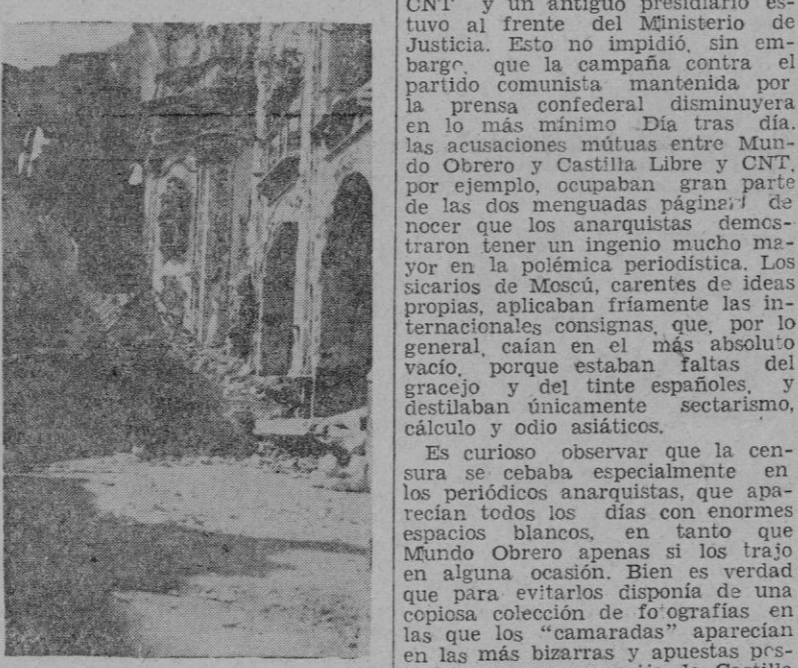 CNT y un antiguo presidiario es-
tuvo al frente del Ministerio de
Justicia. Esto no impidió, sin em-
bargo, que la campaña contra el
partido comunista mantenida por
la prensa confederal disminuyera
en lo más mínimo Día tras día.
las acusaciones mútuas entre Mun-
do Obrero y Castilla Libre y CNT,
por ejemplo, ocupaban gran parte
de las dos menguadas páginas de
nocer que los anarquistas demos-
traron tener un ingenio mucho ma-
yor en la polémica periodística. Los
sicarios de Moscú, carentes de ideas
propias, aplicaban fríamente las in-
ternacionales consignas, que, por lo
general, caían en el más absoluto
vacío, porque estaban faltas del
gracejo y del tinte españoles, y
destilaban únicamente sectarismo,
cálculo y odio asiáticos.
Es curioso observar que la cen-
sura se cebaba especialmente en
los periódicos anarquistas, que apa-
recían todos los días con enormes
espacios blancos, en tanto que
Mundo Obrero apenas si los trajo
en alguna ocasión. Bien es verdad
que para evitarlos disponía de una
copiosa colección de fotografías en
las que los "camaradas" aparecían
en las más bizarras y apuestas pos-